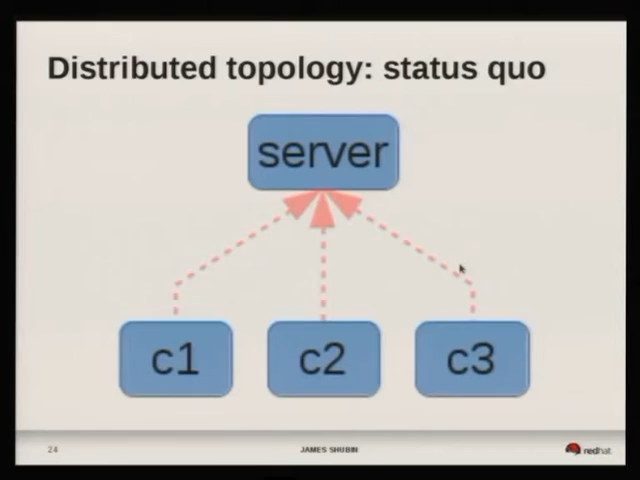 Distributed topology: status quo
server
c1 c2 c3
24 JAMES SHUBIN redhat.